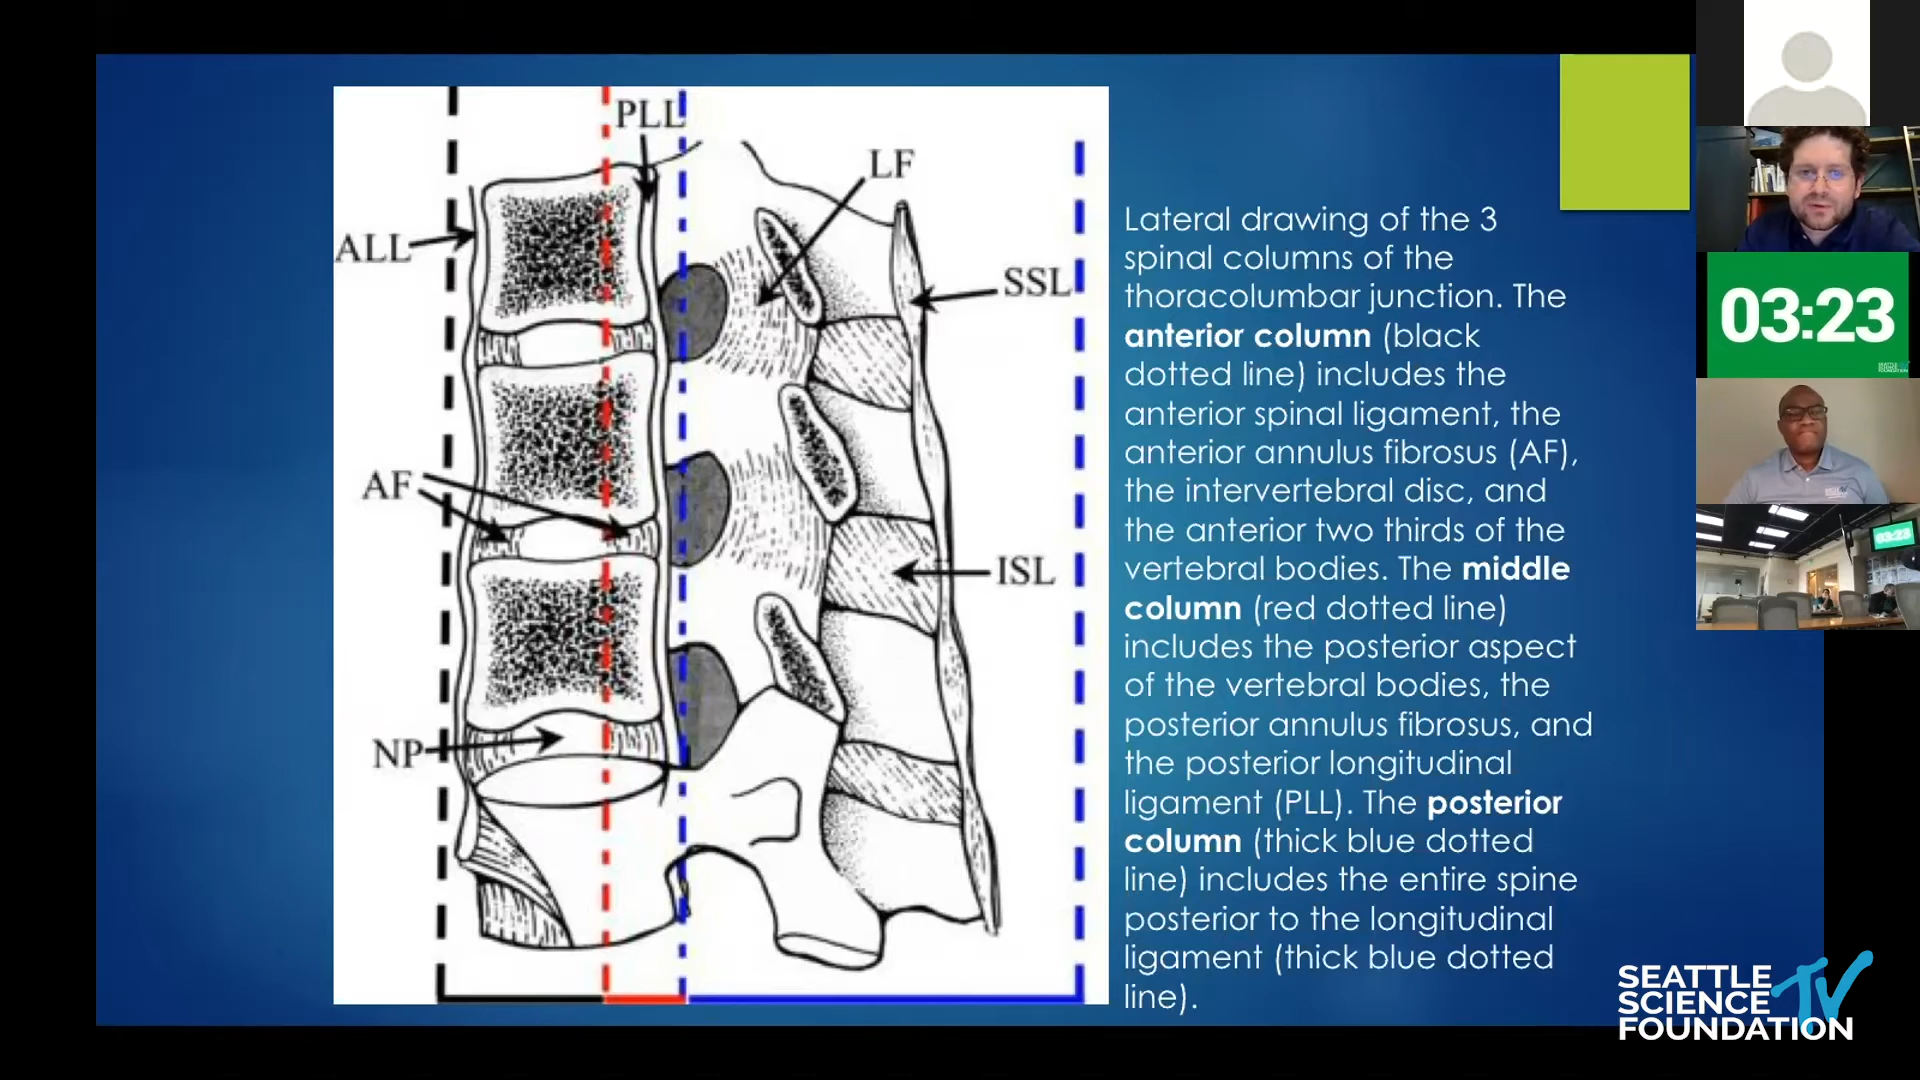 PLL
LF
ALL
SSL
AF
ISL
NP
Lateral drawing of the 3
spinal columns of the
thoracolumbar junction. The
anterior column (black
dotted line) includes the
anterior spinal ligament, the
anterior annulus fibrosus (AF),
the intervertebral disc, and
the anterior two thirds of the
vertebral bodies. The middle
column (red dotted line)
includes the posterior aspect
of the vertebral bodies, the
posterior annulus fibrosus, and
the posterior longitudinal
ligament (PLL). The posterior
column (thick blue dotted
line) includes the entire spine
posterior to the longitudinal
ligament (thick blue dotted
line).
03:23
03:23
SEATTLE
SCIENCE TV
FOUNDATION